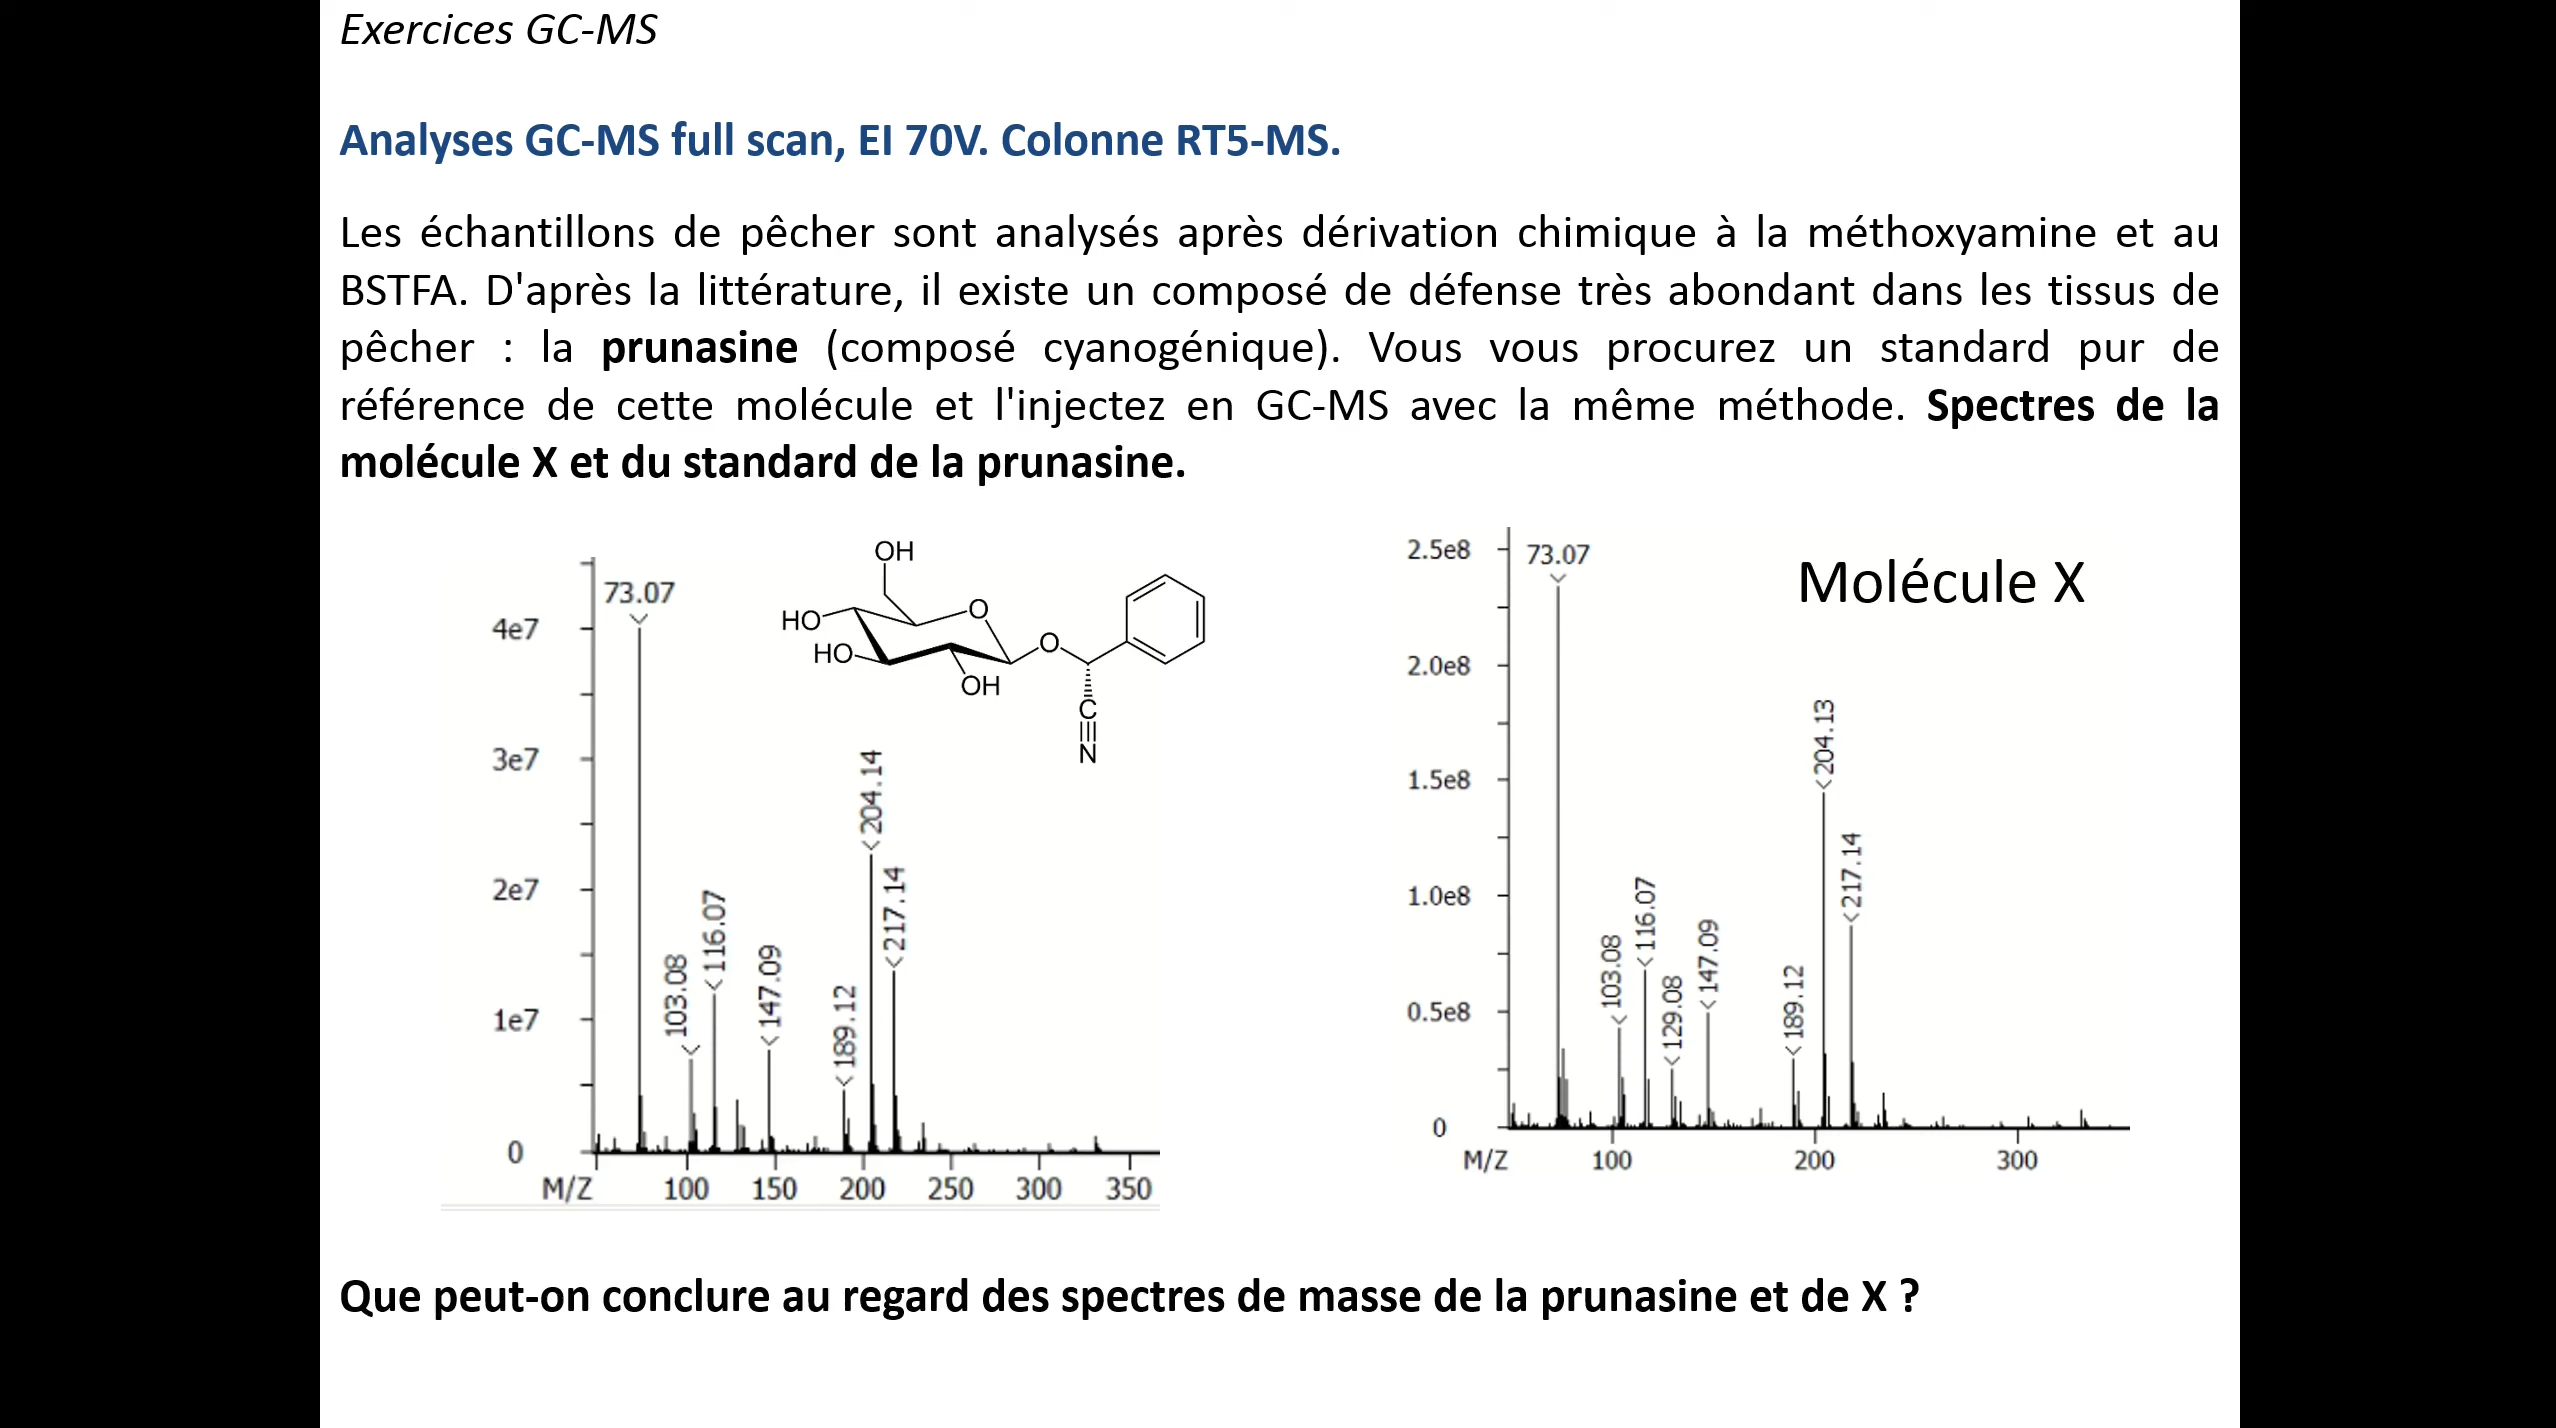 Exercices GC-MS
Analyses GC-MS full scan, EI 70V. Colonne RT5-MS.
Les échantillons de pêcher sont analysés après dérivation chimique à la méthoxyamine et au
BSTFA. D'après la littérature, il existe un composé de défense très abondant dans les tissus de
pêcher : la prunasine (composé cyanogénique). Vous vous procurez un standard pur de
référence de cette molécule et l'injectez en GC-MS avec la même méthode. Spectres de la
molécule X et du standard de la prunasine.
73.07
4e7
3e7
2e7
1e7
0
103.08
116.07
147.09
189.12
204.14
217.14
M/Z 100 150 200 250 300 350
OH
HO
O
HO
OH
O
C
N
Molécule X
2.5e8
2.0e8
1.5e8
1.0e8
0.5e8
0
73.07
103.08
116.07
129.08
147.09
189.12
204.13
217.14
M/Z 100 200 300
Que peut-on conclure au regard des spectres de masse de la prunasine et de X ?